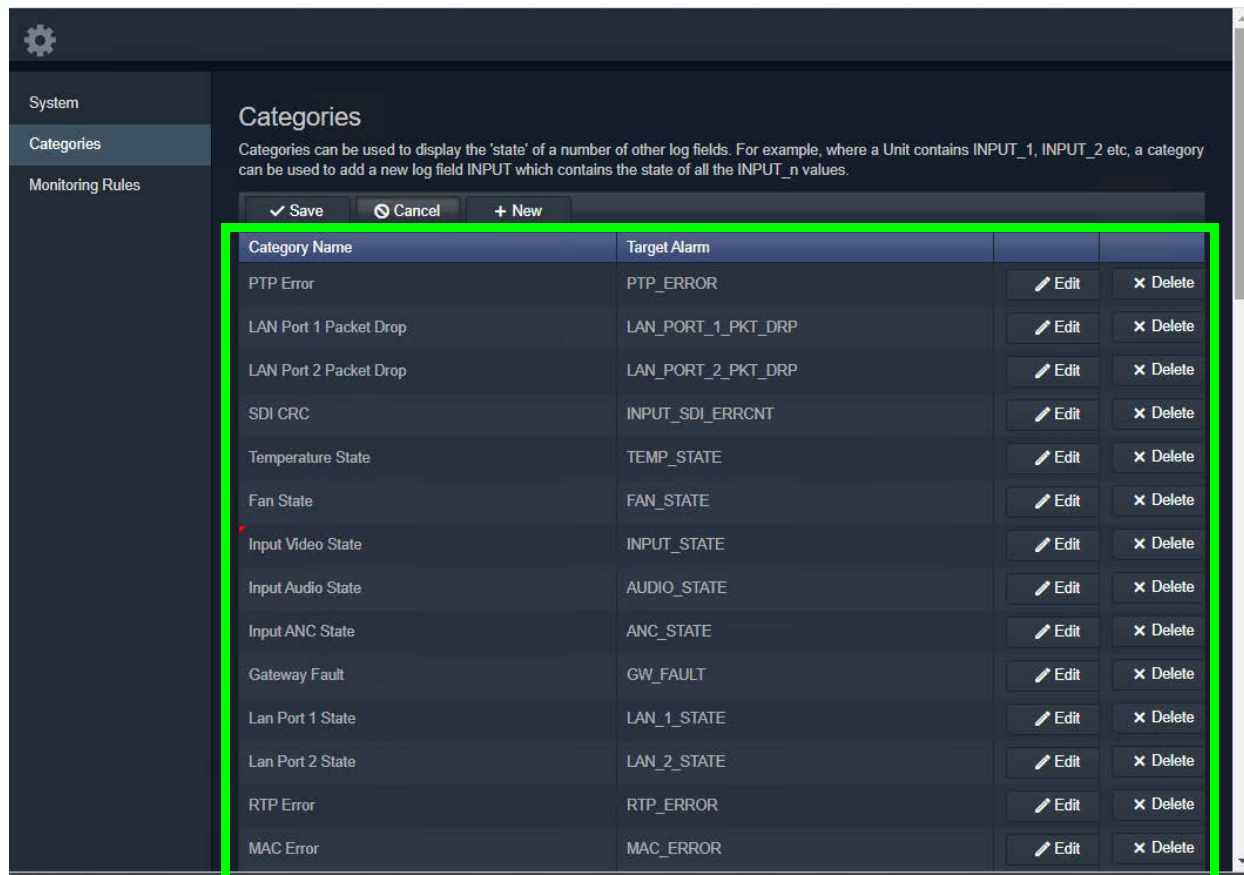 System
Categories
Monitoring Rules
Categories
Categories can be used to display the 'state' of a number of other log fields. For example, where a Unit contains INPUT_1, INPUT_2 etc, a category
can be used to add a new log field INPUT which contains the state of all the INPUT_n values.
Save Cancel + New
Category Name Target Alarm
PTP Error PTP_ERROR Edit Delete
LAN Port 1 Packet Drop LAN_PORT_1_PKT_DRP Edit Delete
LAN Port 2 Packet Drop LAN_PORT_2_PKT_DRP Edit Delete
SDI CRC INPUT_SDI_ERRCNT Edit Delete
Temperature State TEMP_STATE Edit Delete
Fan State FAN_STATE Edit Delete
Input Video State INPUT_STATE Edit Delete
Input Audio State AUDIO_STATE Edit Delete
Input ANC State ANC_STATE Edit Delete
Gateway Fault GW_FAULT Edit Delete
Lan Port 1 State LAN_1_STATE Edit Delete
Lan Port 2 State LAN_2_STATE Edit Delete
RTP Error RTP_ERROR Edit Delete
MAC Error MAC_ERROR Edit Delete